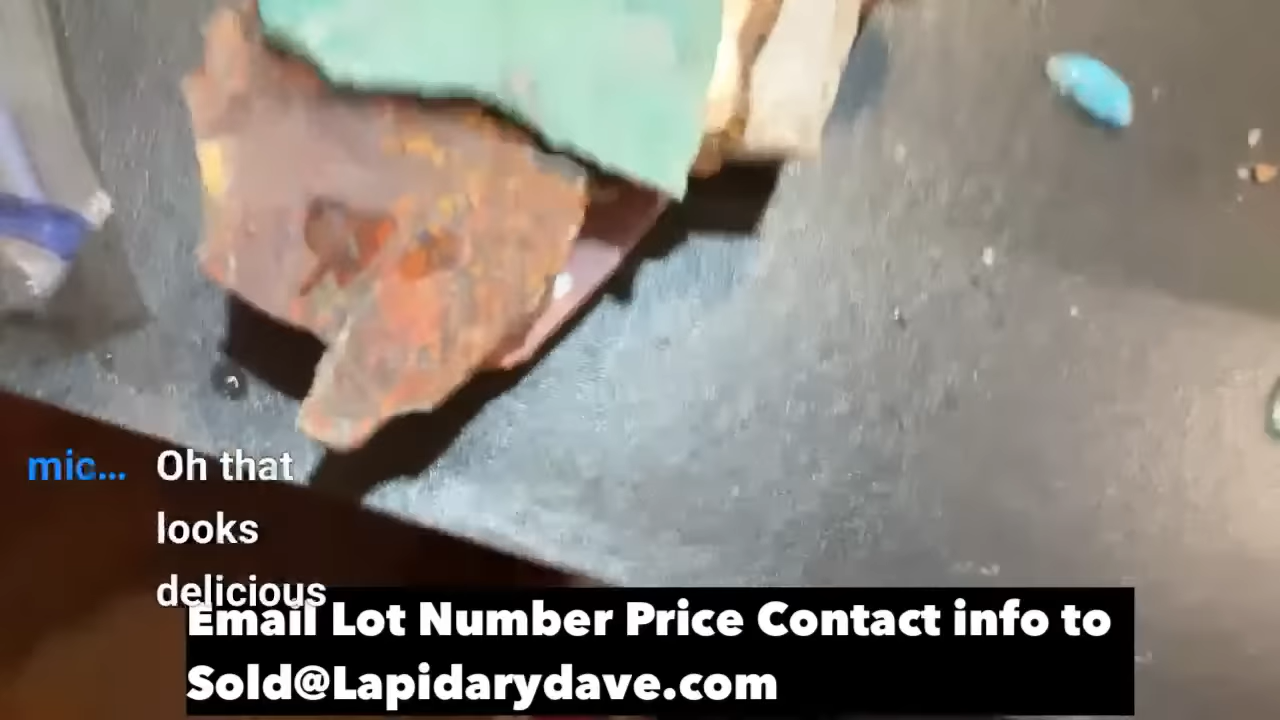 mic... Oh that
looks
delicious
Email Lot Number Price Contact info to
Sold@Lapidarydave.com